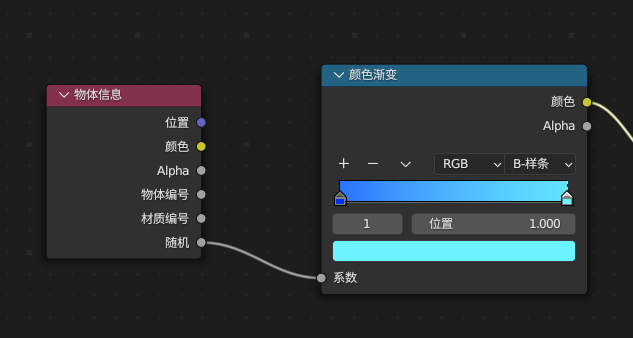 物体信息
位置
颜色
Alpha
物体编号
材质编号
随机
颜色渐变
颜色
Alpha
RGB B-样条
1 位置 1.000
系数